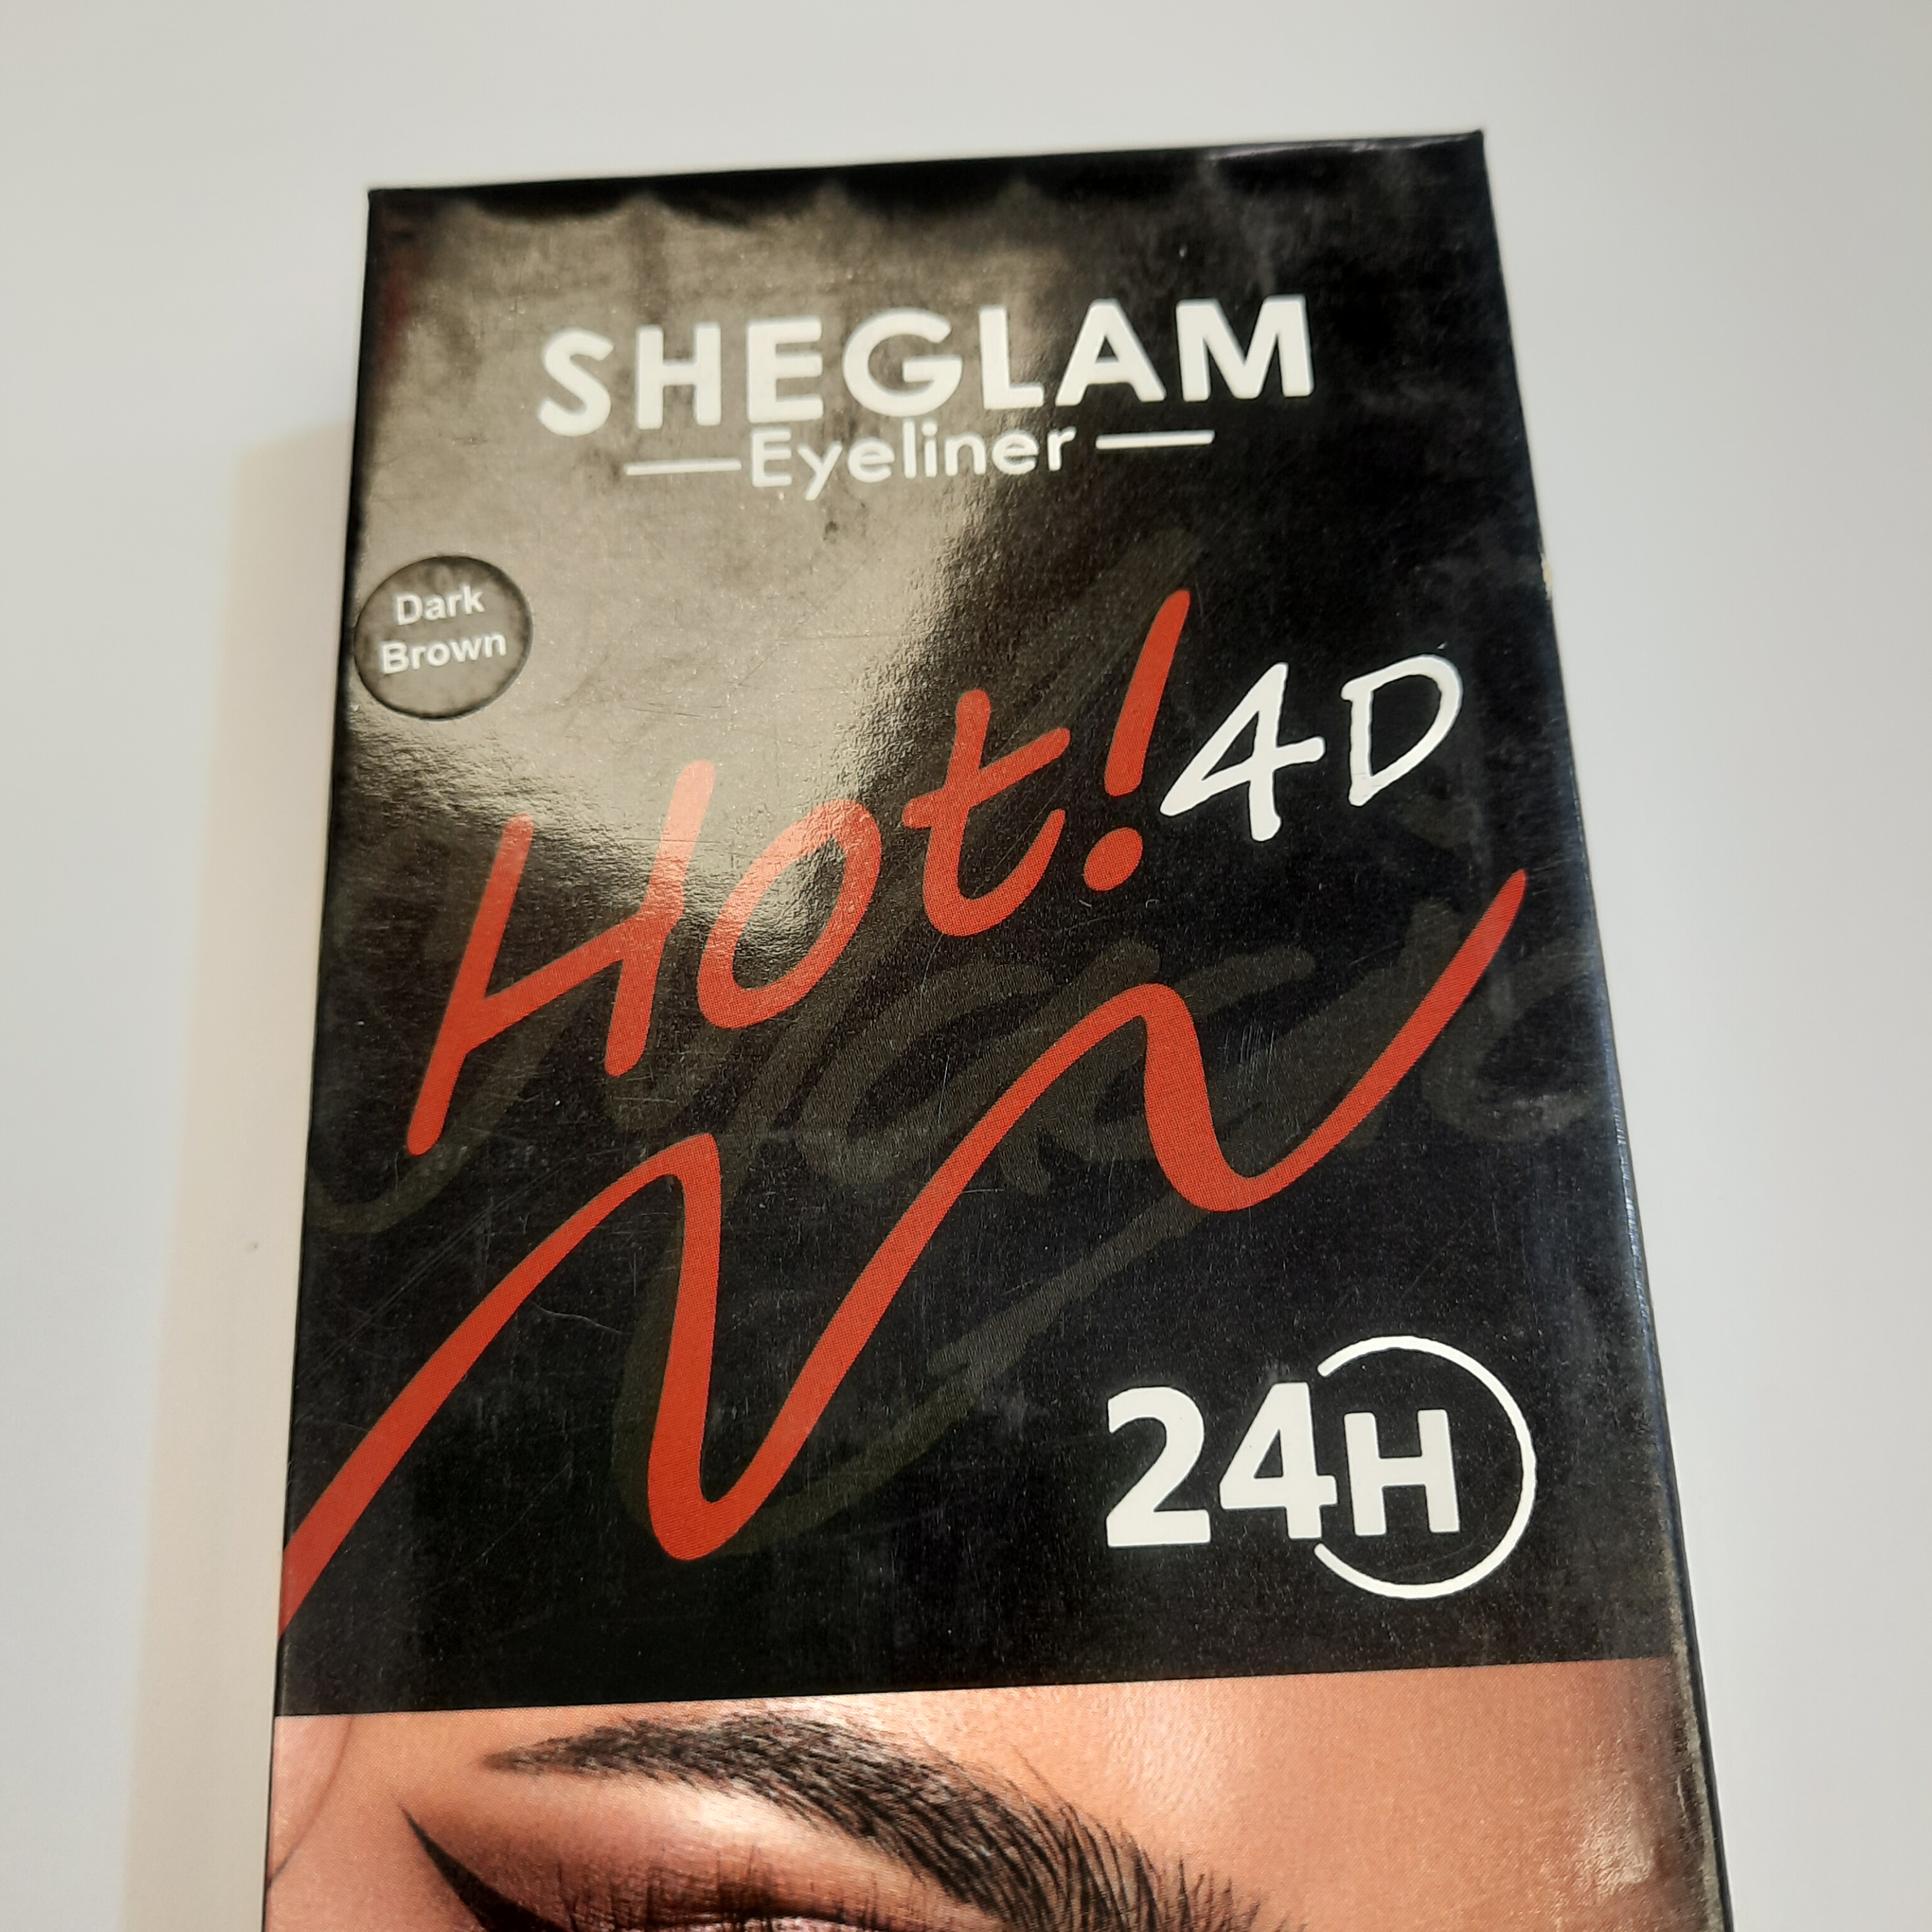 SHEGLAM
Eyeliner
Dark
Brown
Hot! 4D
24H